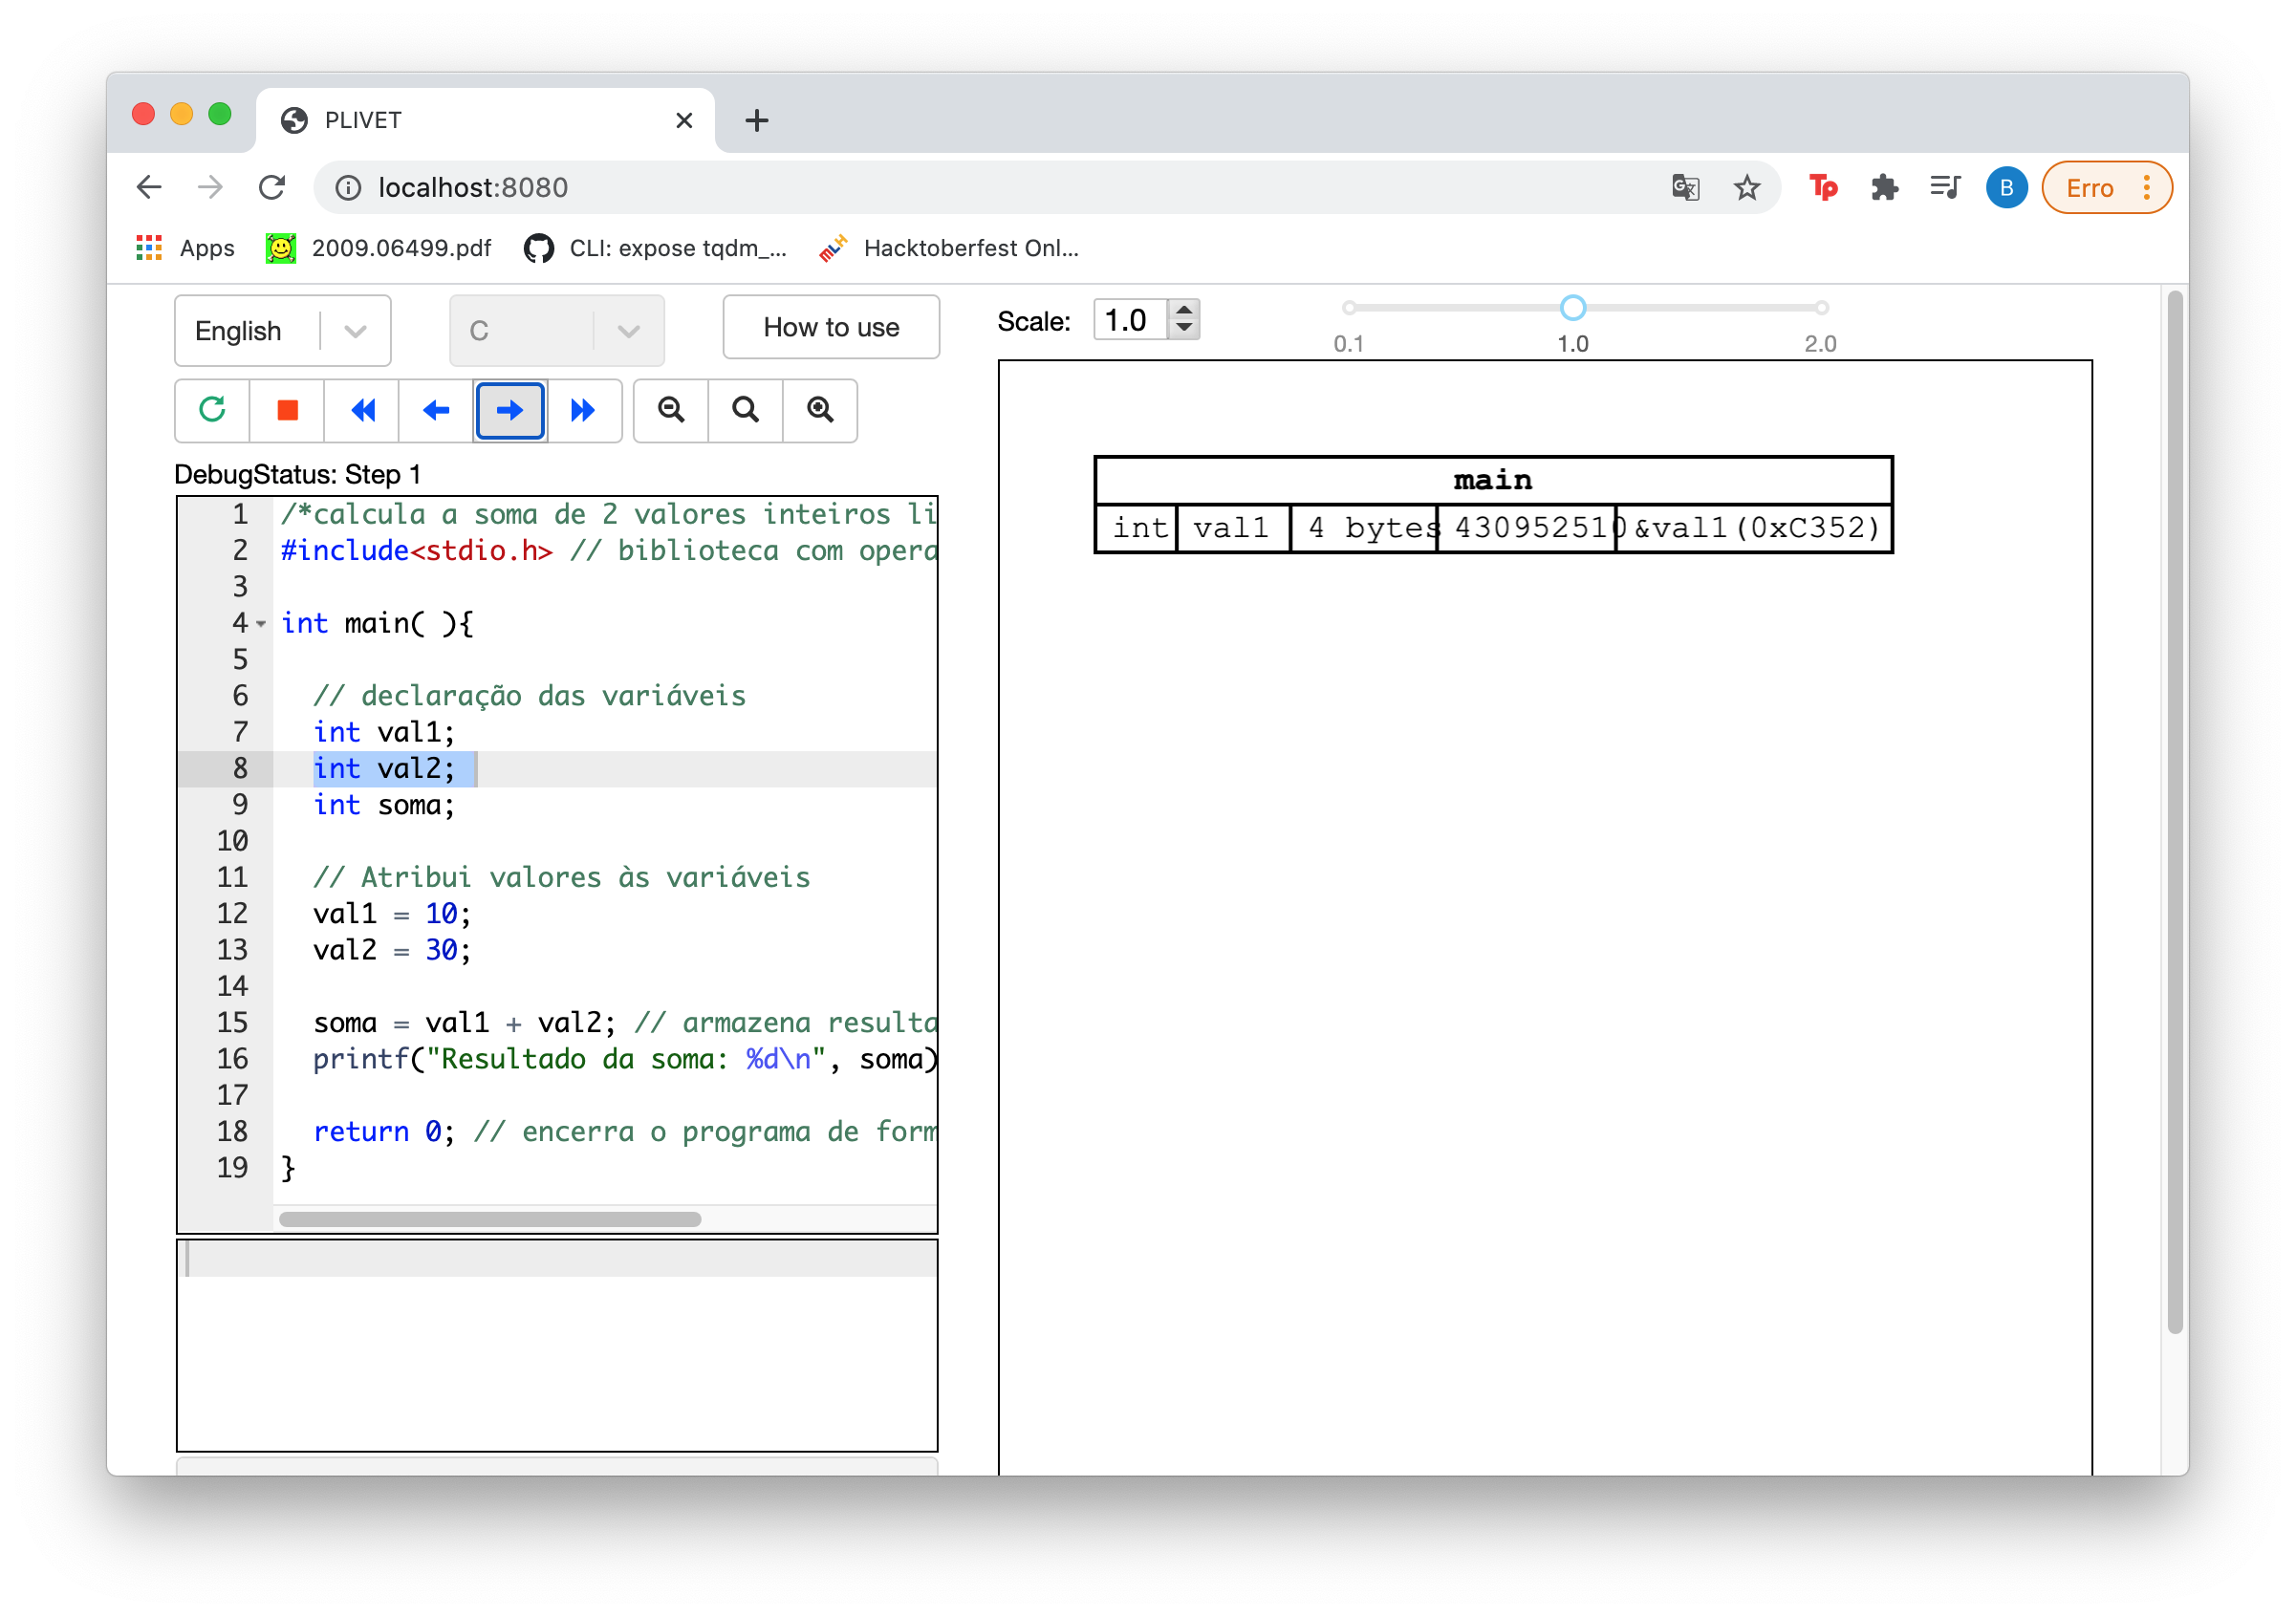 PLIVET
localhost:8080
B
Erro
Apps
2009.06499.pdf
CLI: expose tqdm_...
Hacktoberfest Onl...
English
C
How to use
Scale:
1.0
0.1
1.0
2.0
DebugStatus: Step 1
1 /*calcula a soma de 2 valores inteiros li
2 #include<stdio.h> // biblioteca com opera
3
4 int main( ){
5
6 // declaração das variáveis
7 int val1;
8 int val2;
9 int soma;
10
11 // Atribui valores às variáveis
12 val1 = 10;
13 val2 = 30;
14
15 soma = val1 + val2; // armazena resulta
16 printf("Resultado da soma: %d\n", soma)
17
18 return 0; // encerra o programa de form
19 }
main
int val1 4 bytes 430952510 &val1(0xC352)